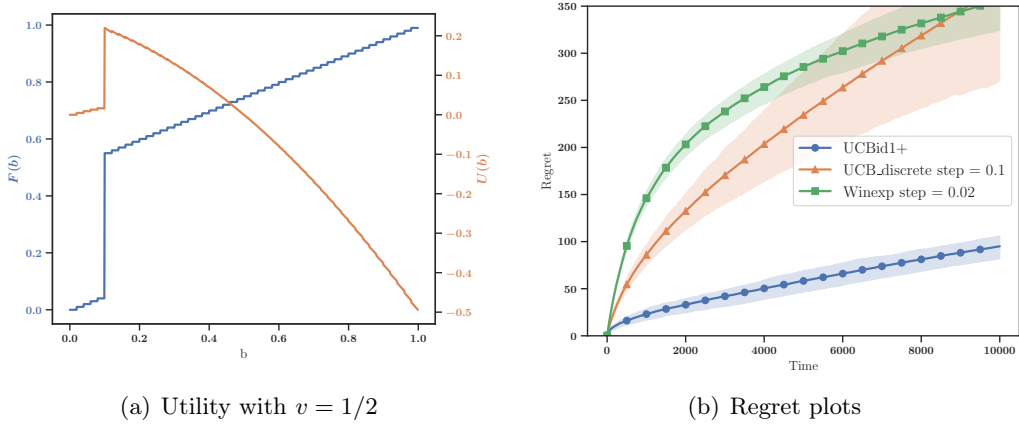 1.0
0.8
0.6
0.4
0.2
0.0
F(b)
0.2
0.1
0.0
−0.1
−0.2
−0.3
−0.4
−0.5
U(b)
0.0 0.2 0.4 0.6 0.8 1.0
b
(a) Utility with v = 1/2
350
300
250
200
150
100
50
0
Regret
UCBid1+
UCB_discrete step = 0.1
Winexp step = 0.02
0 2000 4000 6000 8000 10000
Time
(b) Regret plots